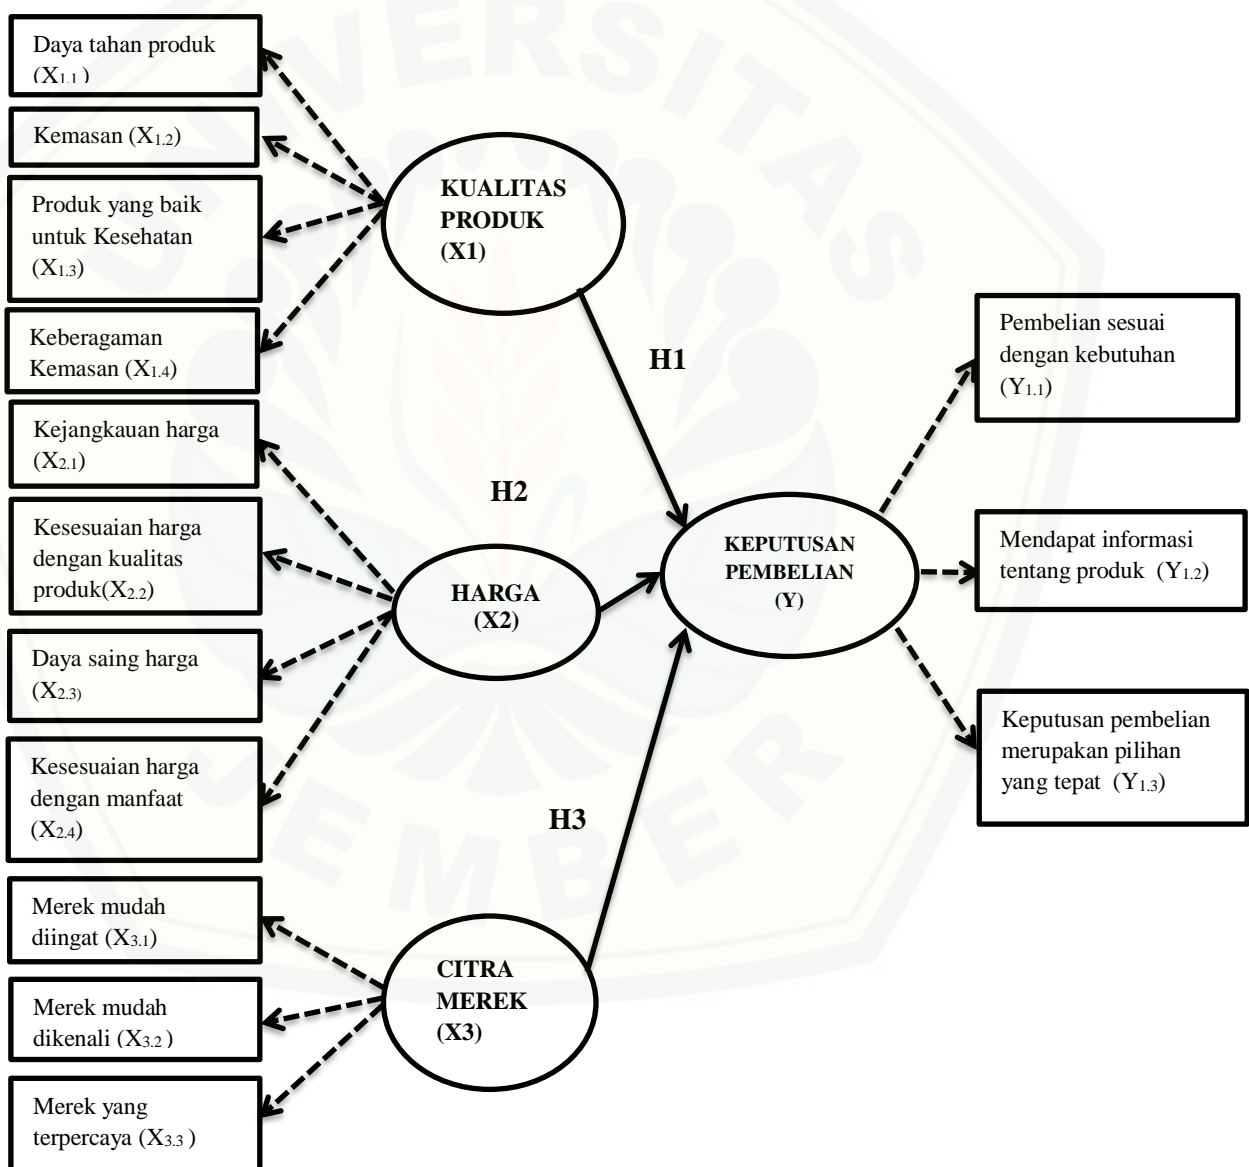 UNIVERSITAS
JEMBER
Daya tahan produk
(X1.1 )
Kemasan (X1.2)
Produk yang baik
untuk Kesehatan
(X1.3)
Keberagaman
Kemasan (X1.4)
Kejangkauan harga
(X2.1)
Kesesuaian harga
dengan kualitas
produk(X2.2)
Daya saing harga
(X2.3)
Kesesuaian harga
dengan manfaat
(X2.4)
Merek mudah
diingat (X3.1)
Merek mudah
dikenali (X3.2 )
Merek yang
terpercaya (X3.3 )
KUALITAS
PRODUK
(X1)
H1
H2
HARGA
(X2)
H3
CITRA
MEREK
(X3)
KEPUTUSAN
PEMBELIAN
(Y)
Pembelian sesuai
dengan kebutuhan
(Y1.1)
Mendapat informasi
tentang produk (Y1.2)
Keputusan pembelian
merupakan pilihan
yang tepat (Y1.3)